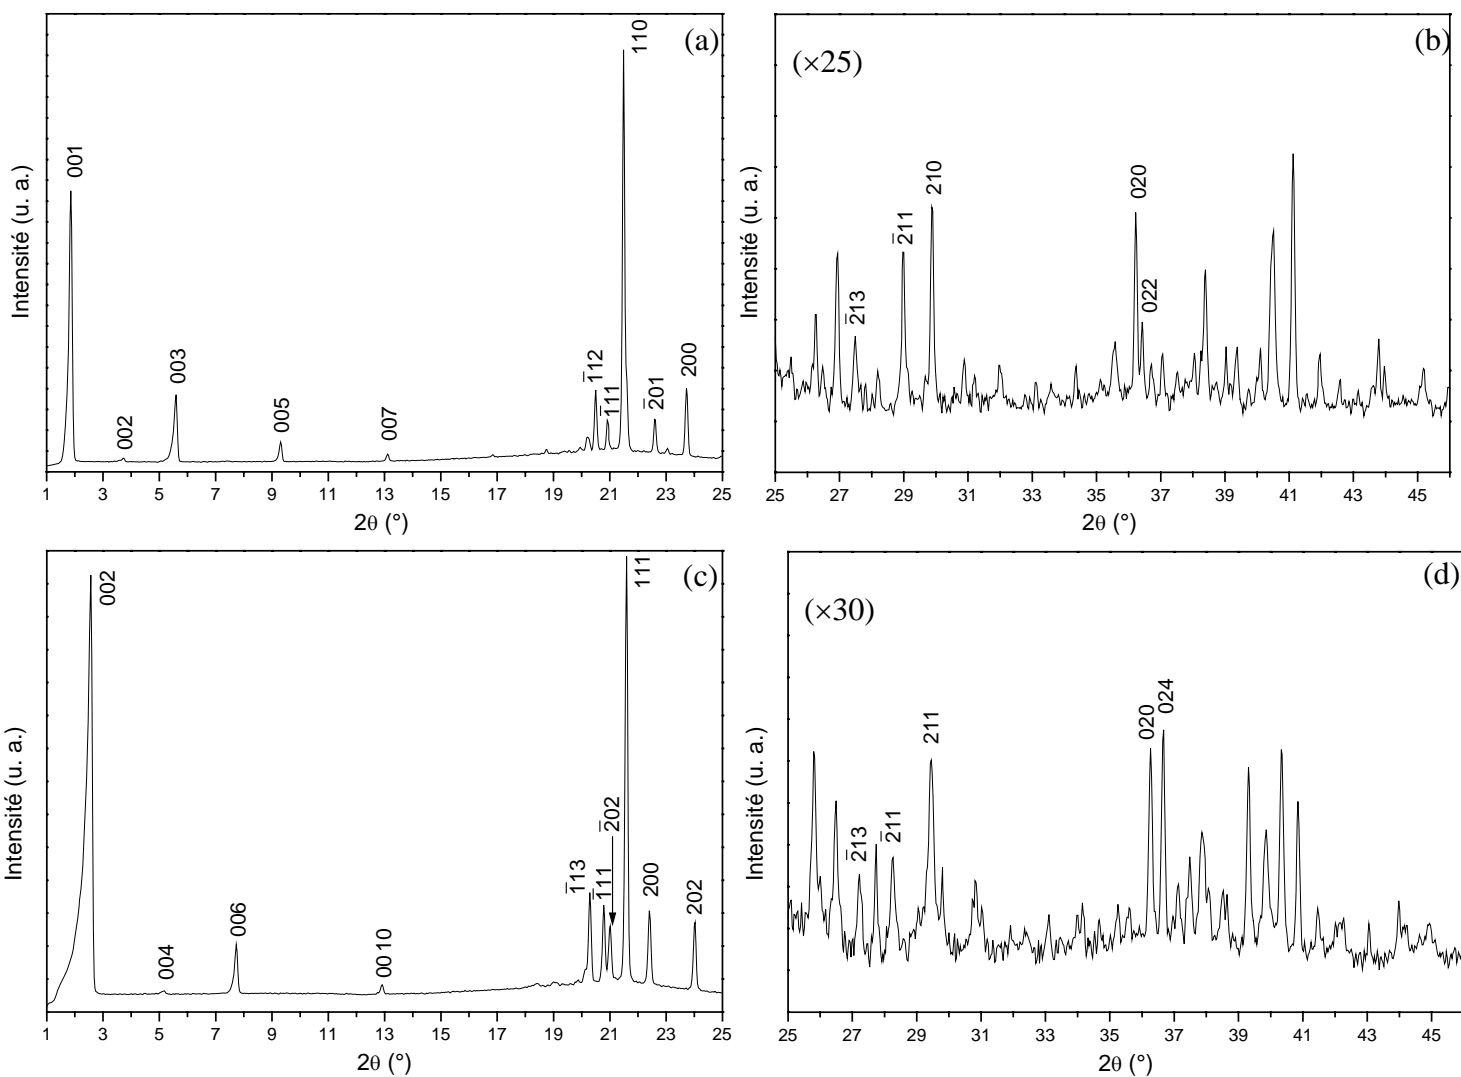 (a)
Intensité (u. a.)
001
002
003
005
007
1̅12
1̅11
110
2̅01
200
1 3 5 7 9 11 13 15 17 19 21 23 25
2θ (°)
(b)
(×25)
Intensité (u. a.)
2̅13
2̅11
210
020
022
25 27 29 31 33 35 37 39 41 43 45
2θ (°)
(c)
Intensité (u. a.)
002
004
006
0010
1̅13
1̅11
2̅02
111
200
202
1 3 5 7 9 11 13 15 17 19 21 23 25
2θ (°)
(d)
(×30)
Intensité (u. a.)
2̅13
2̅11
211
020
024
25 27 29 31 33 35 37 39 41 43 45
2θ (°)